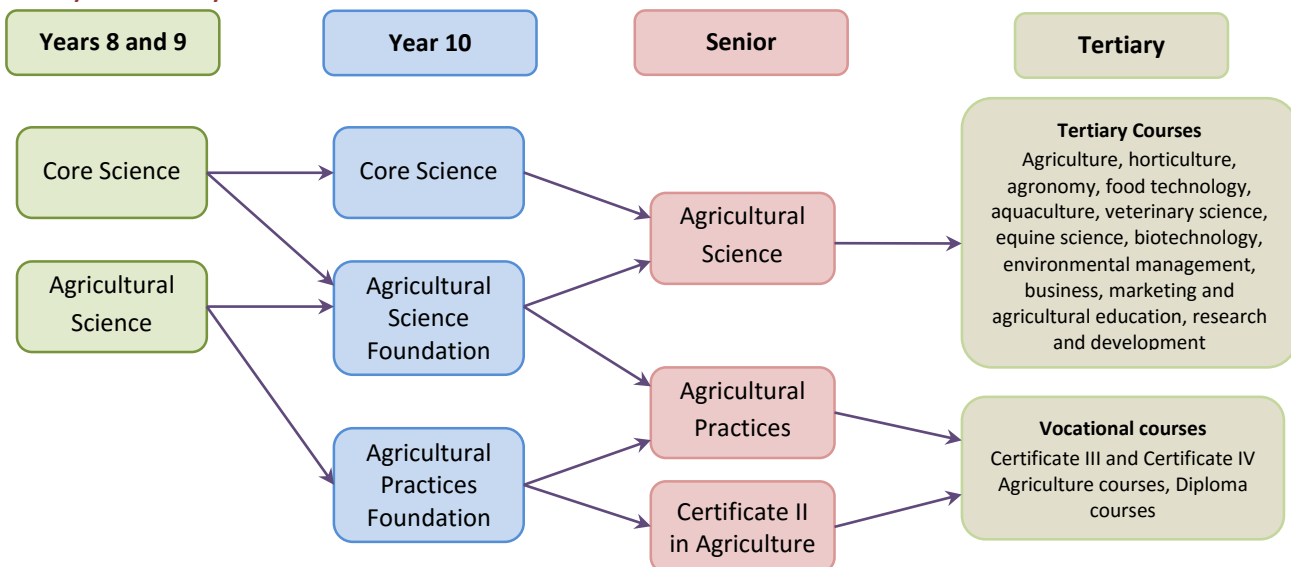 Years 8 and 9
Year 10
Senior
Tertiary
Core Science
Core Science
Agricultural
Science
Tertiary Courses
Agriculture, horticulture,
agronomy, food technology,
aquaculture, veterinary science,
equine science, biotechnology,
environmental management,
business, marketing and
agricultural education, research
and development
Agricultural
Science
Agricultural
Science
Foundation
Agricultural
Practices
Vocational courses
Certificate III and Certificate IV
Agriculture courses, Diploma
courses
Agricultural
Practices
Foundation
Certificate II
in Agriculture